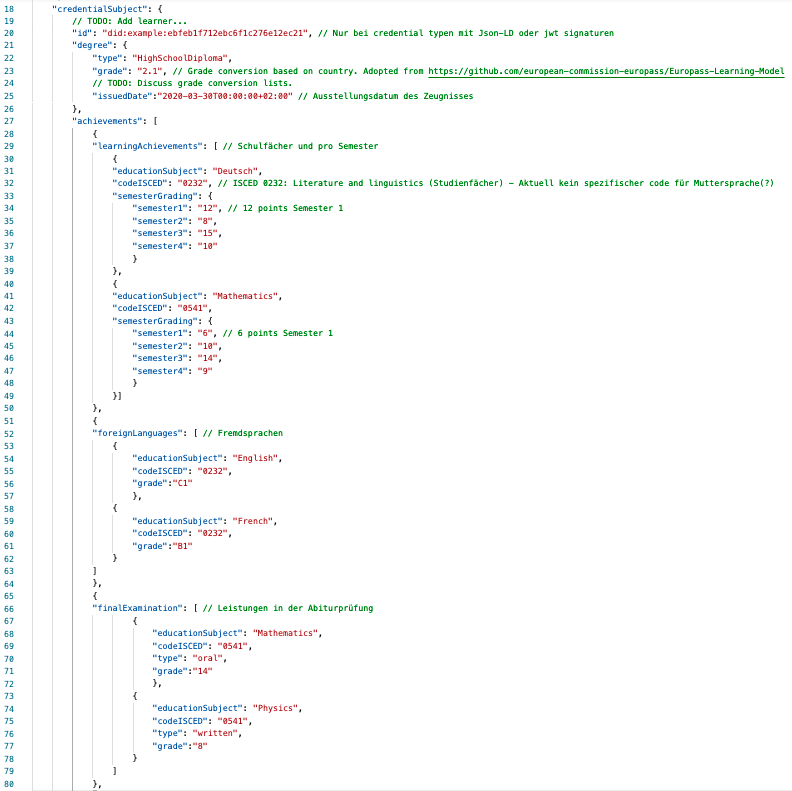 18 "credentialSubject": {
19 // TODO: Add learner...
20 "id": "did:example:ebfeb1f712ebc6f1c276e12ec21", // Nur bei credential typen mit Json-LD oder jwt signaturen
21 "degree": {
22 "type": "HighSchoolDiploma",
23 "grade": "2.1", // Grade conversion based on country. Adopted from https://github.com/european-commission-europass/Europass-Learning-Model
24 // TODO: Discuss grade conversion lists.
25 "issuedDate":"2020-03-30T00:00:00+02:00" // Ausstellungsdatum des Zeugnisses
26 },
27 "achievements": [
28 {
29 "learningAchievements": [ // Schulfächer und pro Semester
30 {
31 "educationSubject": "Deutsch",
32 "codeISCED": "0232", // ISCED 0232: Literature and linguistics (Studienfächer) – Aktuell kein spezifischer code für Muttersprache(?)
33 "semesterGrading": {
34 "semester1": "12", // 12 points Semester 1
35 "semester2": "8",
36 "semester3": "15",
37 "semester4": "10"
38 }
39 },
40 {
41 "educationSubject": "Mathematics",
42 "codeISCED": "0541",
43 "semesterGrading": {
44 "semester1": "6", // 6 points Semester 1
45 "semester2": "10",
46 "semester3": "14",
47 "semester4": "9"
48 }
49 }]
50 },
51 {
52 "foreignLanguages": [ // Fremdsprachen
53 {
54 "educationSubject": "English",
55 "codeISCED": "0232",
56 "grade":"C1"
57 },
58 {
59 "educationSubject": "French",
60 "codeISCED": "0232",
61 "grade":"B1"
62 }
63 ]
64 },
65 {
66 "finalExamination": [ // Leistungen in der Abiturprüfung
67 {
68 "educationSubject": "Mathematics",
69 "codeISCED": "0541",
70 "type": "oral",
71 "grade":"14"
72 },
73 {
74 "educationSubject": "Physics",
75 "codeISCED": "0541",
76 "type": "written",
77 "grade":"8"
78 }
79 ]
80 },